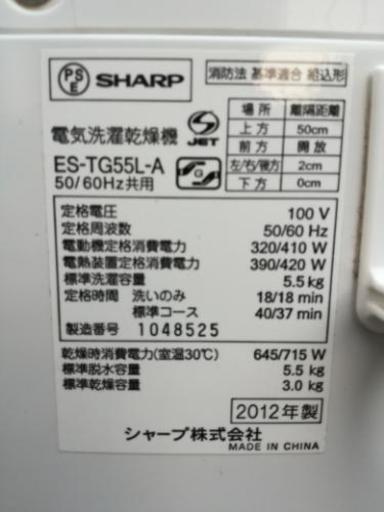 PS
E
SHARP
消防法 基準適合 組込形
電気洗濯乾燥機
JET
ES-TG55L-A
50/60Hz共用
G
場所 離隔距離
上方 50cm
前方 開放
左/右/後方 2cm
下方 0cm
定格電圧 100 V
定格周波数 50/60 Hz
電動機定格消費電力 320/410 W
電熱装置定格消費電力 390/420 W
標準洗濯容量 5.5 kg
定格時間 洗いのみ 18/18 min
標準コース 40/37 min
製造番号 1048525
乾燥時消費電力(室温30℃) 645/715 W
標準脱水容量 5.5 kg
標準乾燥容量 3.0 kg
2012年製
シャープ株式会社
MADE IN CHINA